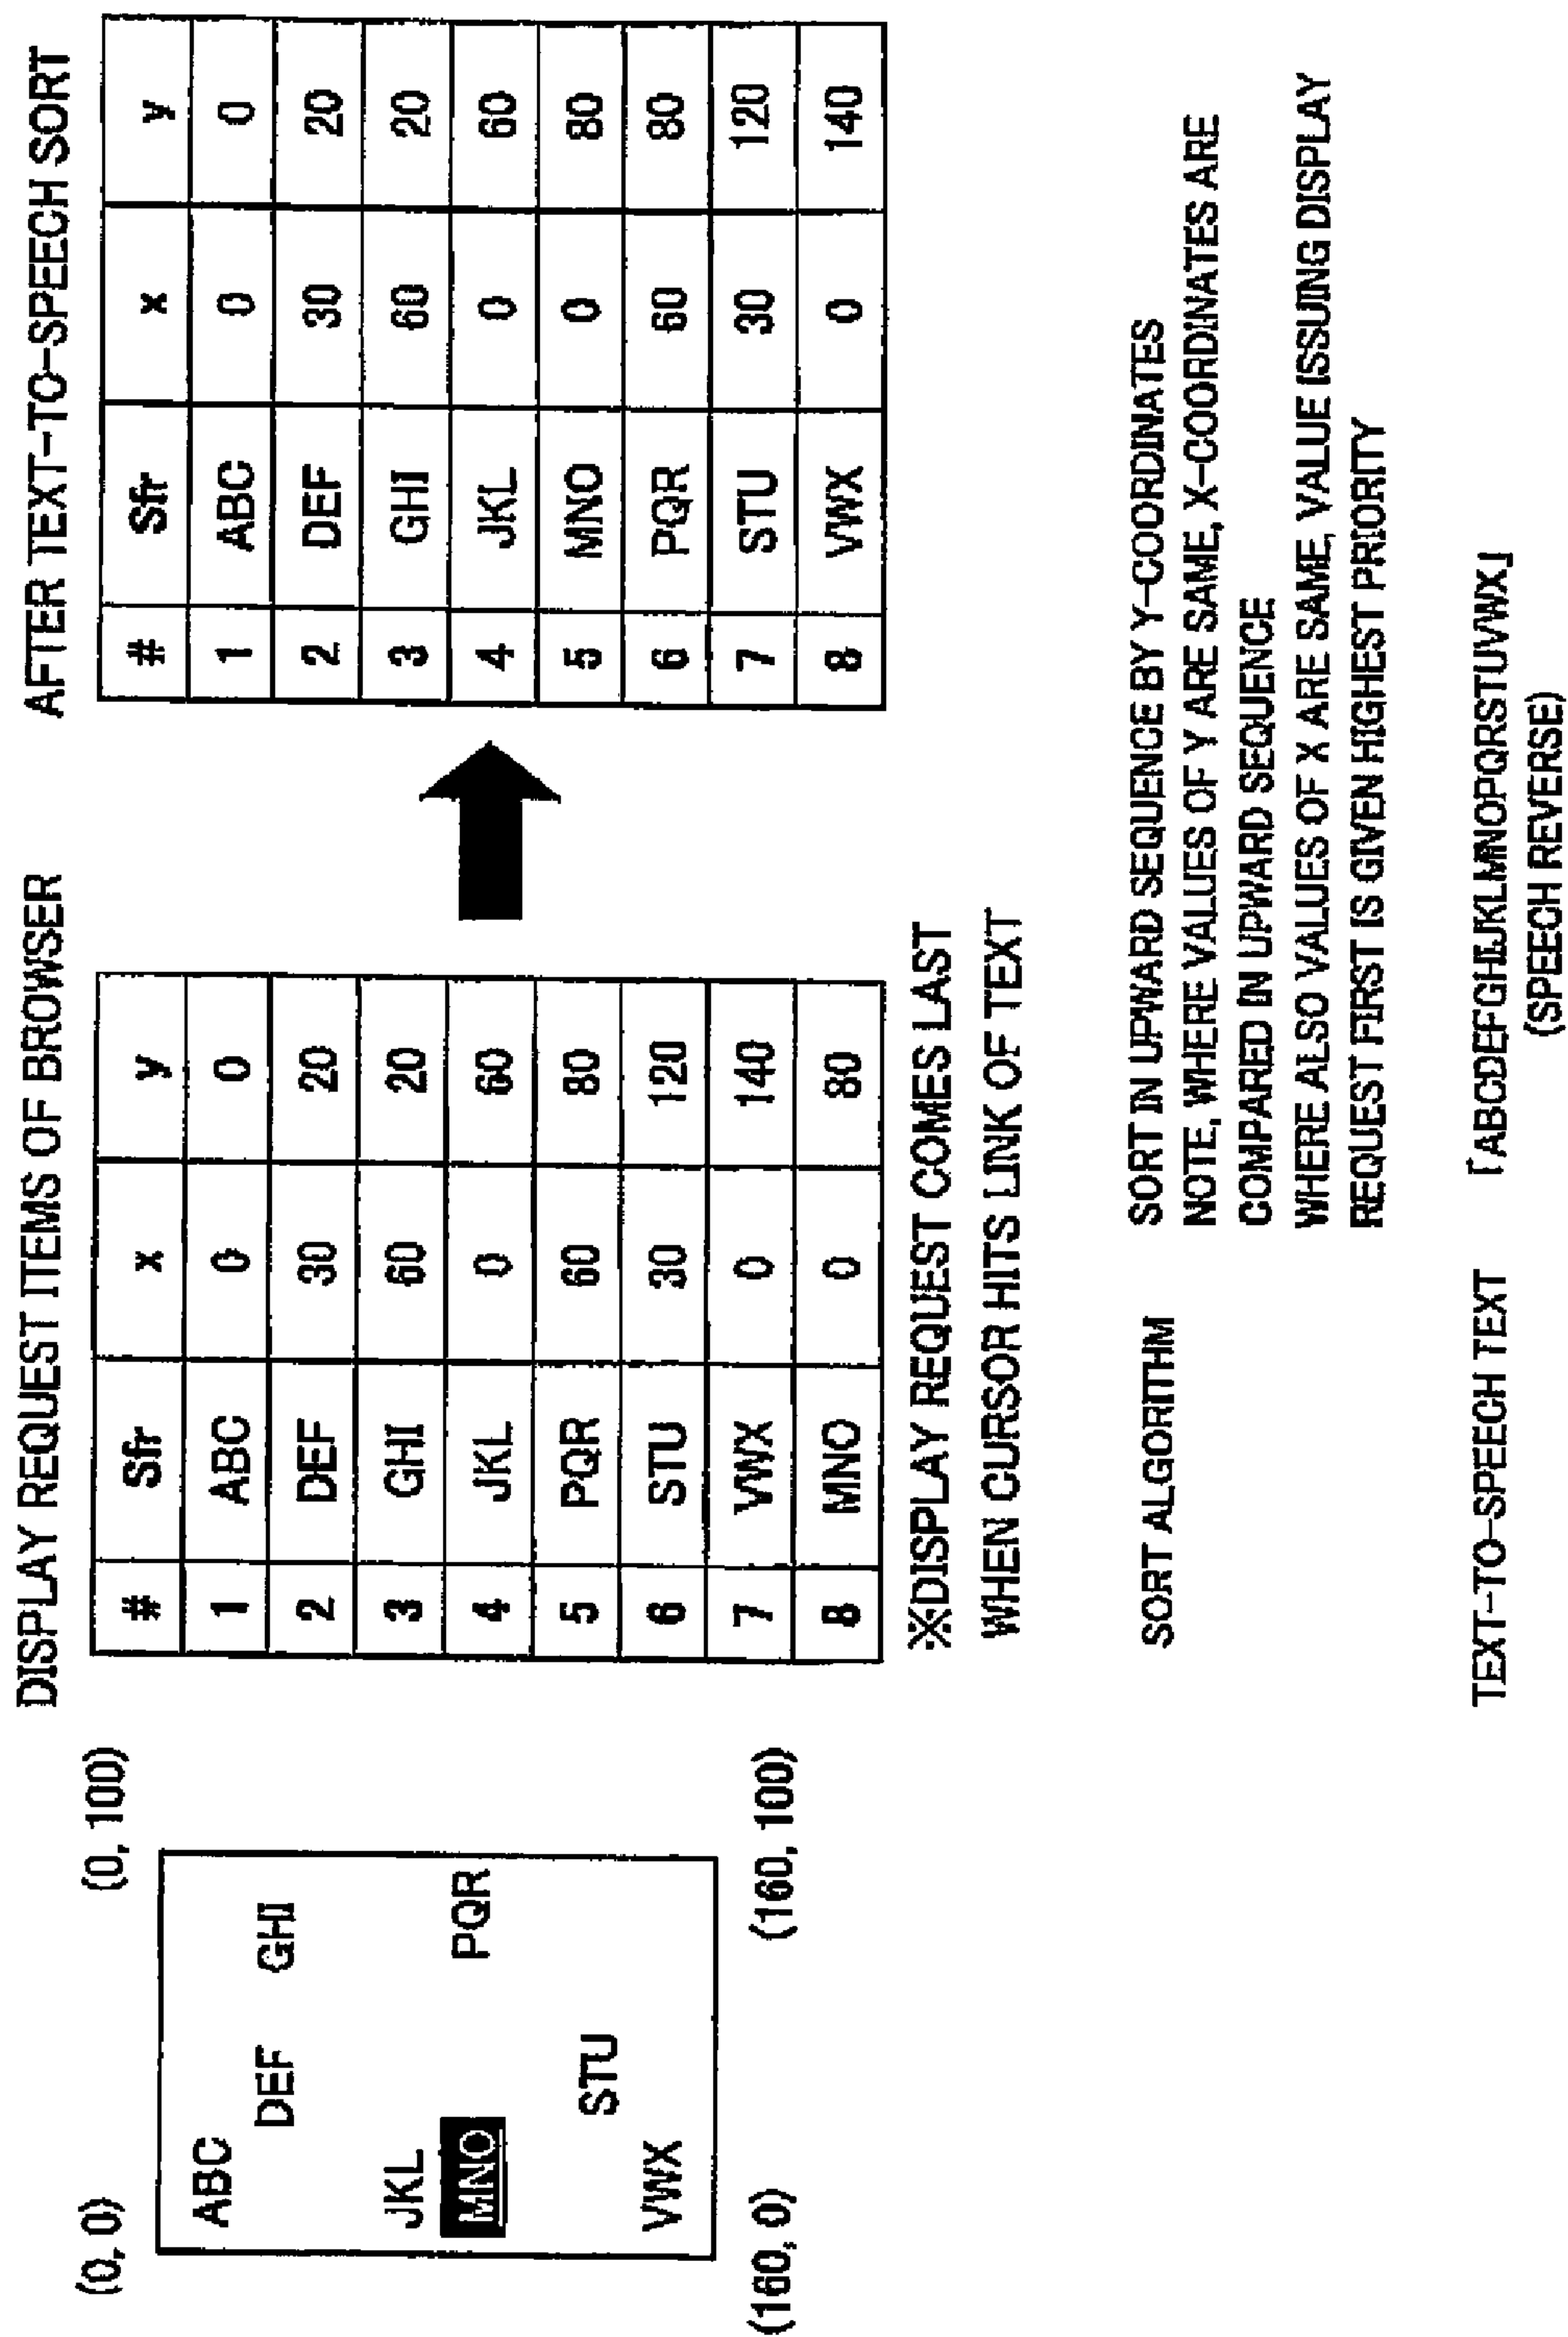 (0, 0) (0, 100)
ABC
DEF GHI
JKL
MNO PQR
STU
VWX
(160, 0) (160, 100)
DISPLAY REQUEST ITEMS OF BROWSER
# Sfr x y
1 ABC 0 0
2 DEF 30 20
3 GHI 60 20
4 JKL 0 60
5 PQR 60 80
6 STU 30 120
7 VWX 0 140
8 MNO 0 80
※DISPLAY REQUEST COMES LAST
WHEN CURSOR HITS LINK OF TEXT
AFTER TEXT-TO-SPEECH SORT
# Sfr x y
1 ABC 0 0
2 DEF 30 20
3 GHI 60 20
4 JKL 0 60
5 MNO 0 80
6 PQR 60 80
7 STU 30 120
8 VWX 0 140
SORT ALGORITHM SORT IN UPWARD SEQUENCE BY Y-COORDINATES
NOTE, WHERE VALUES OF Y ARE SAME, X-COORDINATES ARE
COMPARED IN UPWARD SEQUENCE
WHERE ALSO VALUES OF X ARE SAME, VALUE ISSUING DISPLAY
REQUEST FIRST IS GIVEN HIGHEST PRIORITY
TEXT-TO-SPEECH TEXT 「ABCDEFGHIJKLMNOPQRSTUVWX」
(SPEECH REVERSE)